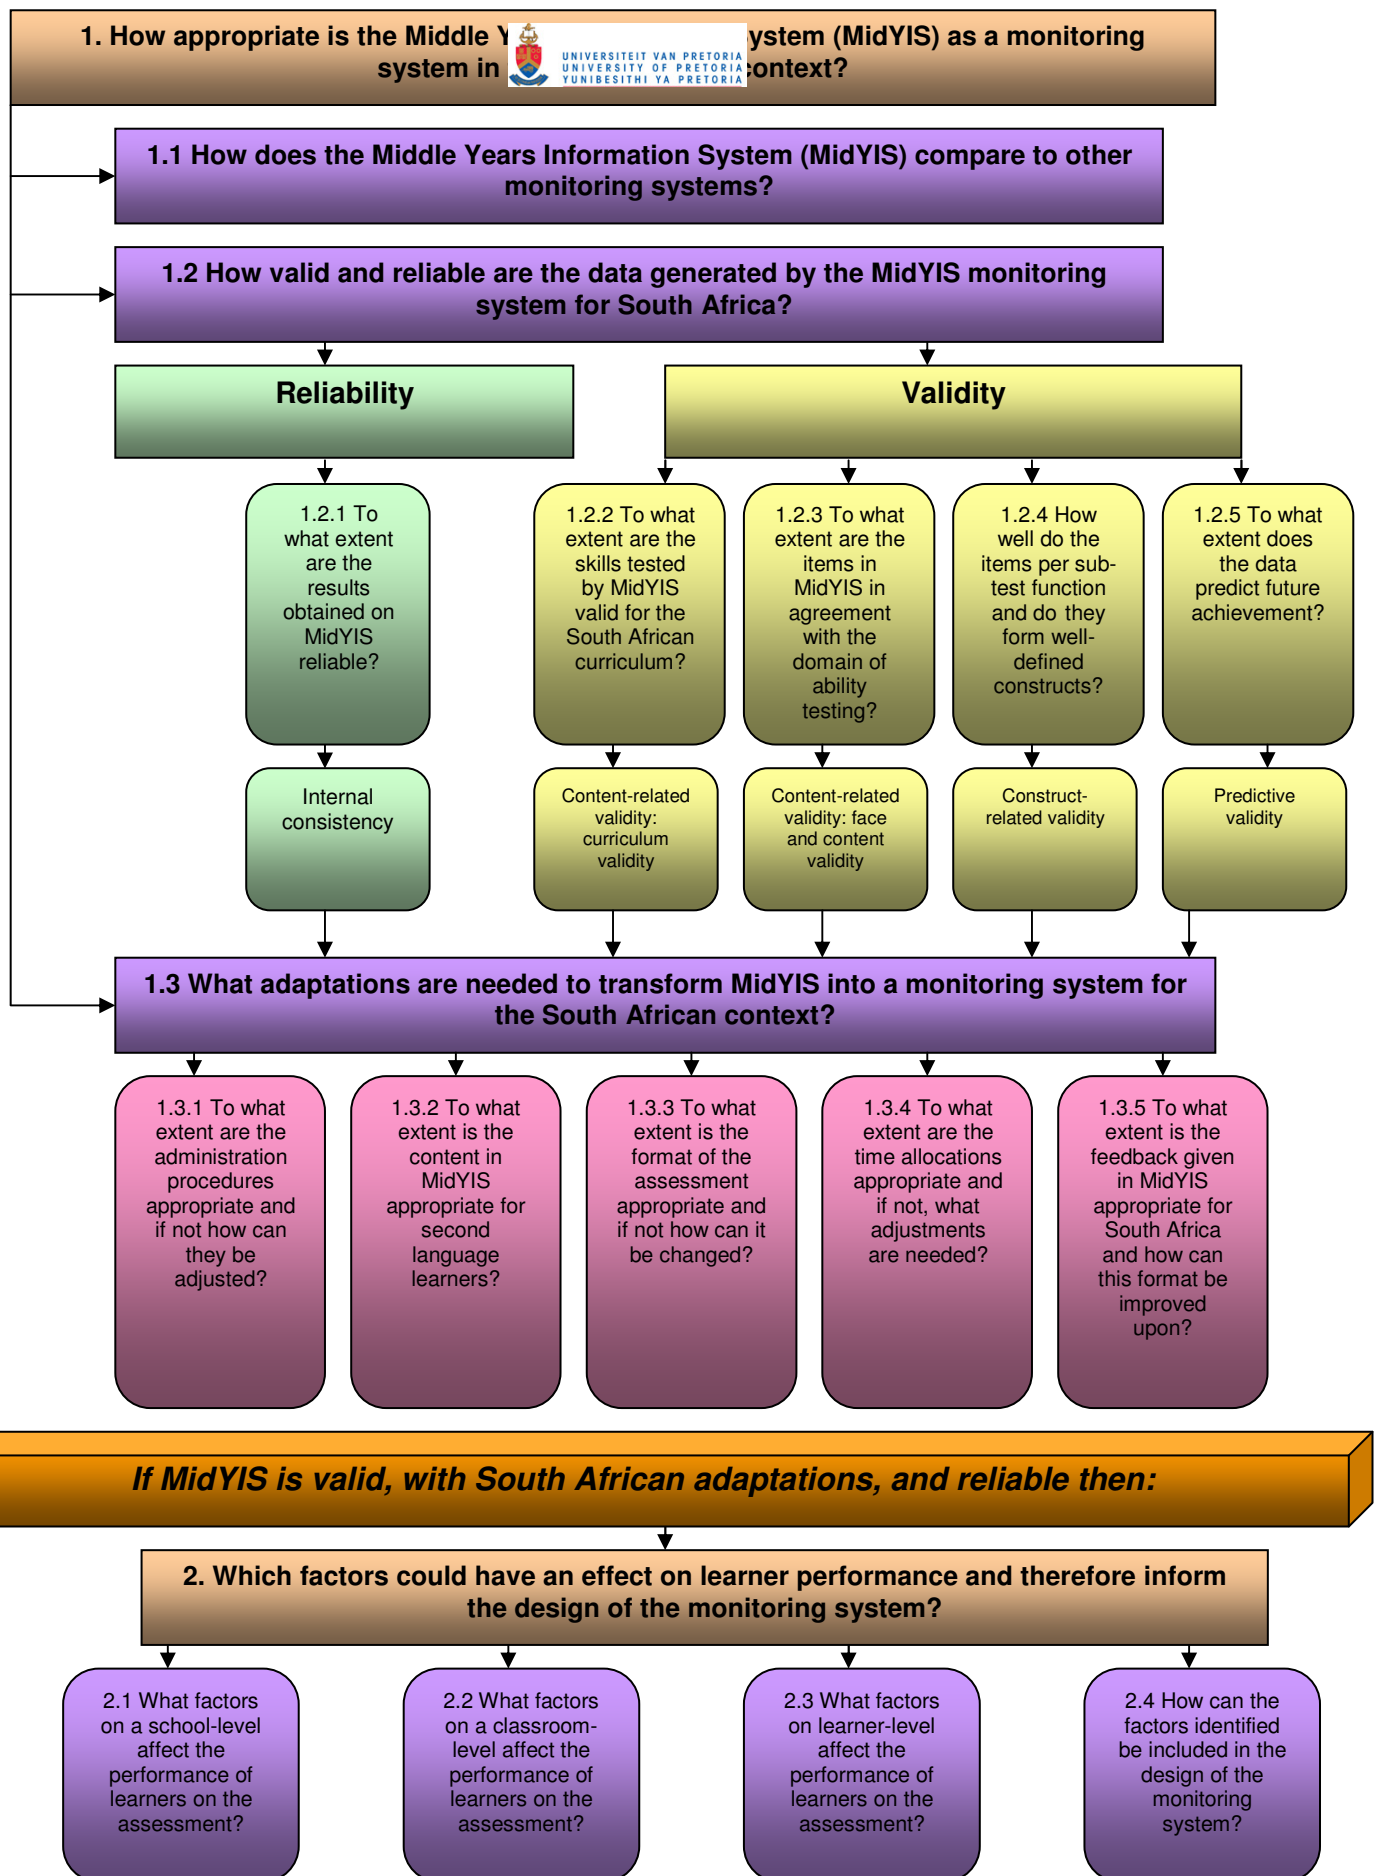 1. How appropriate is the Middle Y
ystem (MidYIS) as a monitoring
system in
context?
UNIVERSITEIT VAN PRETORIA
UNIVERSITY OF PRETORIA
YUNIBESITHI YA PRETORIA
1.1 How does the Middle Years Information System (MidYIS) compare to other
monitoring systems?
1.2 How valid and reliable are the data generated by the MidYIS monitoring
system for South Africa?
Reliability
Validity
1.2.1 To
what extent
are the
results
obtained on
MidYIS
reliable?
1.2.2 To what
extent are the
skills tested
by MidYIS
valid for the
South African
curriculum?
1.2.3 To what
extent are the
items in
MidYIS in
agreement
with the
domain of
ability
testing?
1.2.4 How
well do the
items per sub-
test function
and do they
form well-
defined
constructs?
1.2.5 To what
extent does
the data
predict future
achievement?
Internal
consistency
Content-related
validity:
curriculum
validity
Content-related
validity: face
and content
validity
Construct-
related validity
Predictive
validity
1.3 What adaptations are needed to transform MidYIS into a monitoring system for
the South African context?
1.3.1 To what
extent are the
administration
procedures
appropriate and
if not how can
they be
adjusted?
1.3.2 To what
extent is the
content in
MidYIS
appropriate for
second
language
learners?
1.3.3 To what
extent is the
format of the
assessment
appropriate and
if not how can it
be changed?
1.3.4 To what
extent are the
time allocations
appropriate and
if not, what
adjustments
are needed?
1.3.5 To what
extent is the
feedback given
in MidYIS
appropriate for
South Africa
and how can
this format be
improved
upon?
If MidYIS is valid, with South African adaptations, and reliable then:
2. Which factors could have an effect on learner performance and therefore inform
the design of the monitoring system?
2.1 What factors
on a school-level
affect the
performance of
learners on the
assessment?
2.2 What factors
on a classroom-
level affect the
performance of
learners on the
assessment?
2.3 What factors
on learner-level
affect the
performance of
learners on the
assessment?
2.4 How can the
factors identified
be included in the
design of the
monitoring
system?